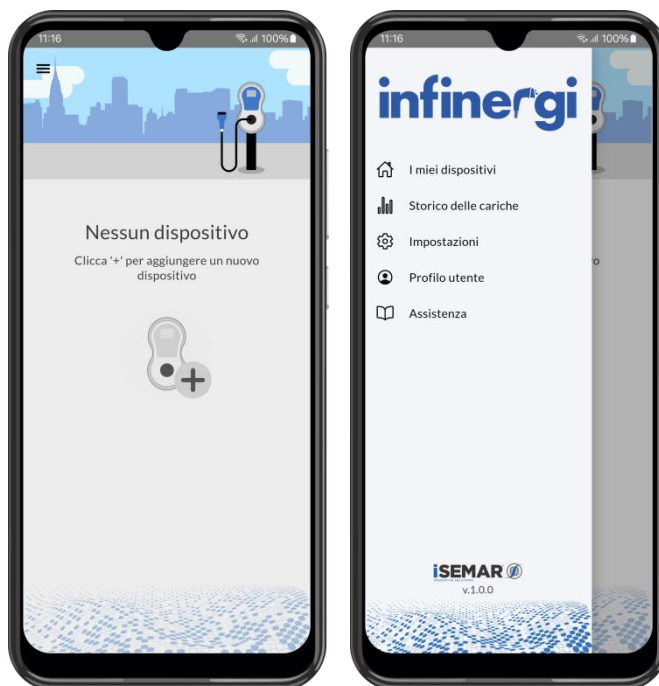 11:16
100%
Nessun dispositivo
Clicca '+' per aggiungere un nuovo
dispositivo
11:16
100%
infinergi
I miei dispositivi
Storico delle cariche
Impostazioni
Profilo utente
Assistenza
o
iSEMAR
v.1.0.0